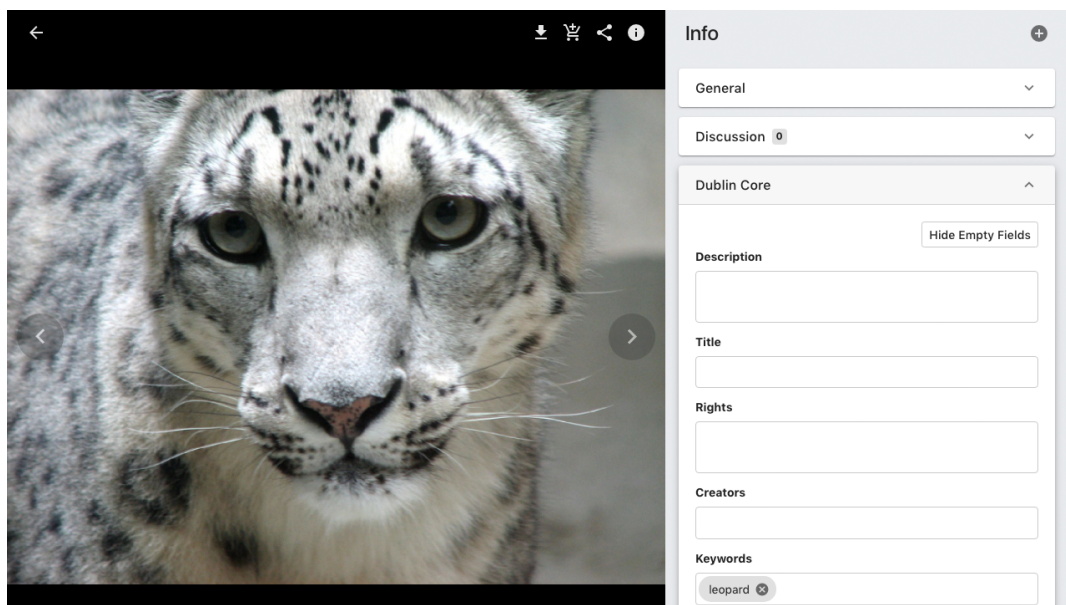 Info
General
Discussion 0
Dublin Core
Hide Empty Fields
Description
Title
Rights
Creators
Keywords
leopard